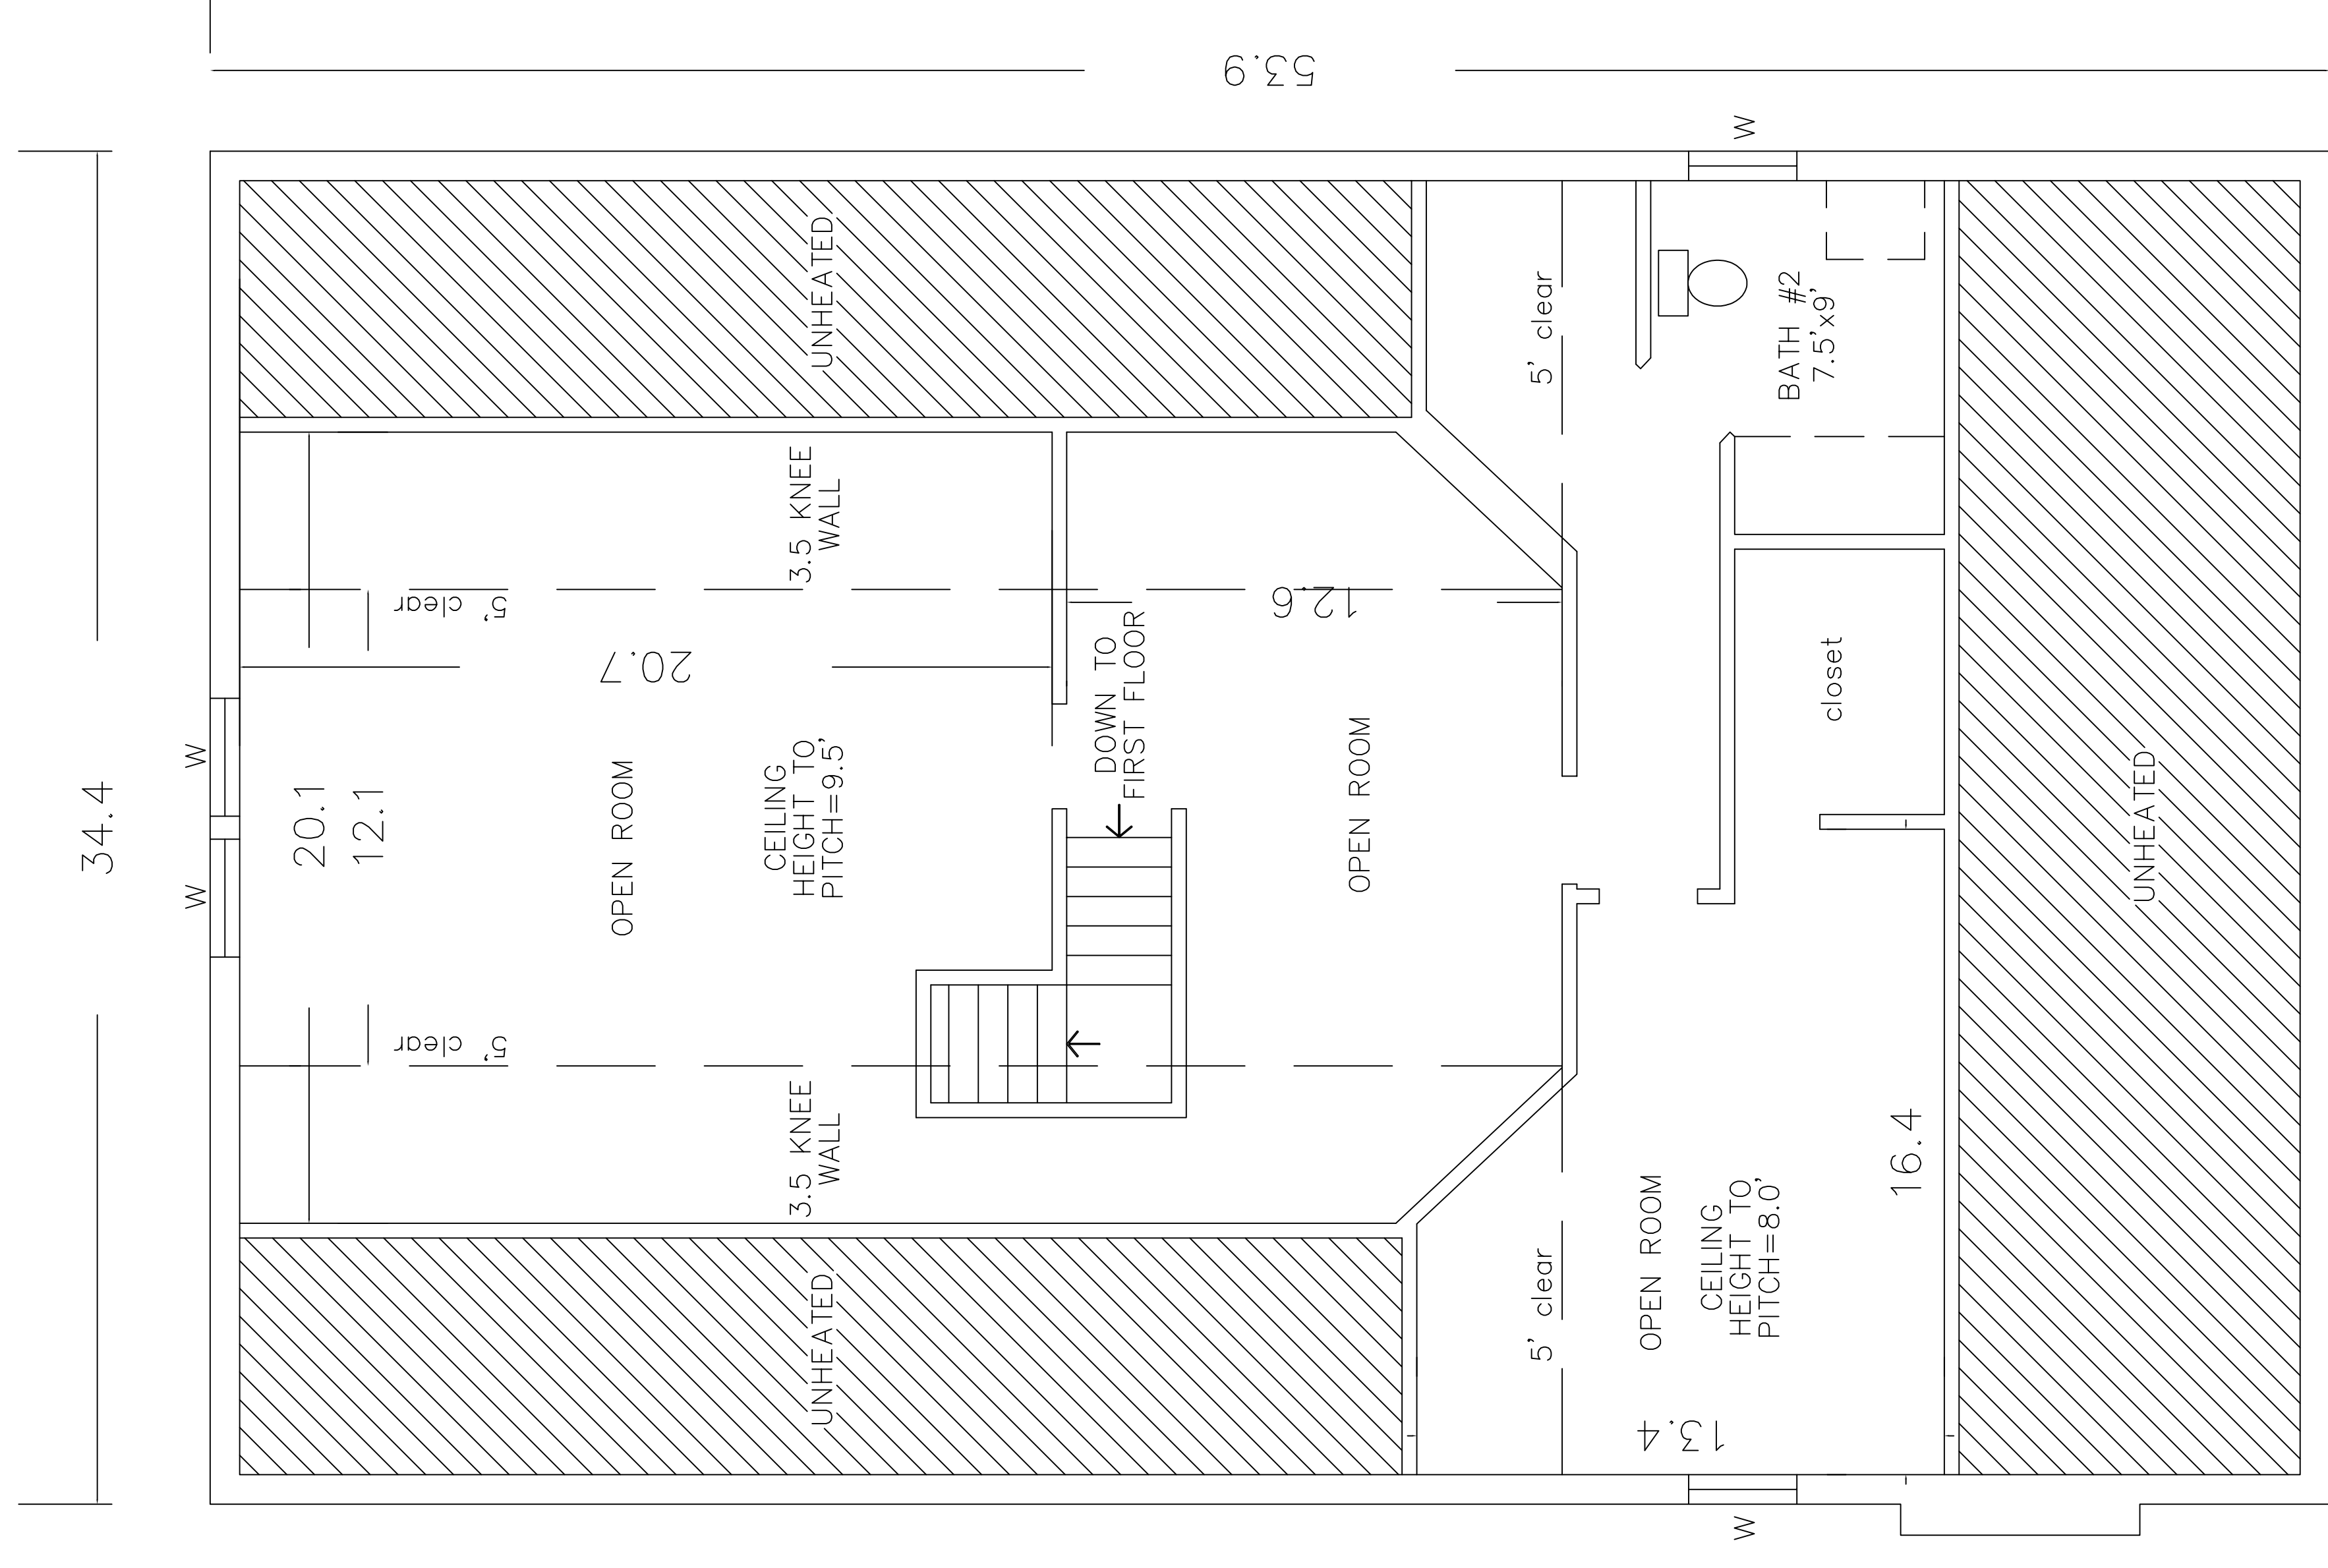 53.9
W
UNHEATED
5' clear
BATH #2
7.5'x9'
3.5 KNEE
WALL
5' clear
12.6
20.7
DOWN TO
FIRST FLOOR
closet
W
W
34.4
20.1
12.1
OPEN ROOM
CEILING
HEIGHT TO
PITCH=9.5'
OPEN ROOM
UNHEATED
5' clear
3.5 KNEE
WALL
16.4
UNHEATED
5' clear
OPEN ROOM
CEILING
HEIGHT TO
PITCH=8.0'
13.4
W